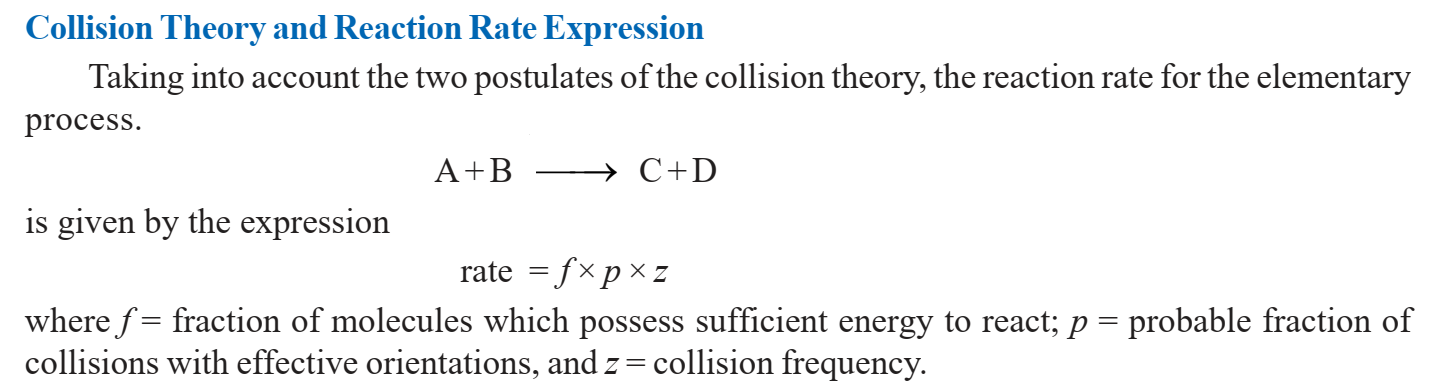 Collision Theory and Reaction Rate Expression
Taking into account the two postulates of the collision theory, the reaction rate for the elementary
process.
A + B ⟶ C + D
is given by the expression
rate = f × p × z
where f = fraction of molecules which possess sufficient energy to react; p = probable fraction of
collisions with effective orientations, and z = collision frequency.